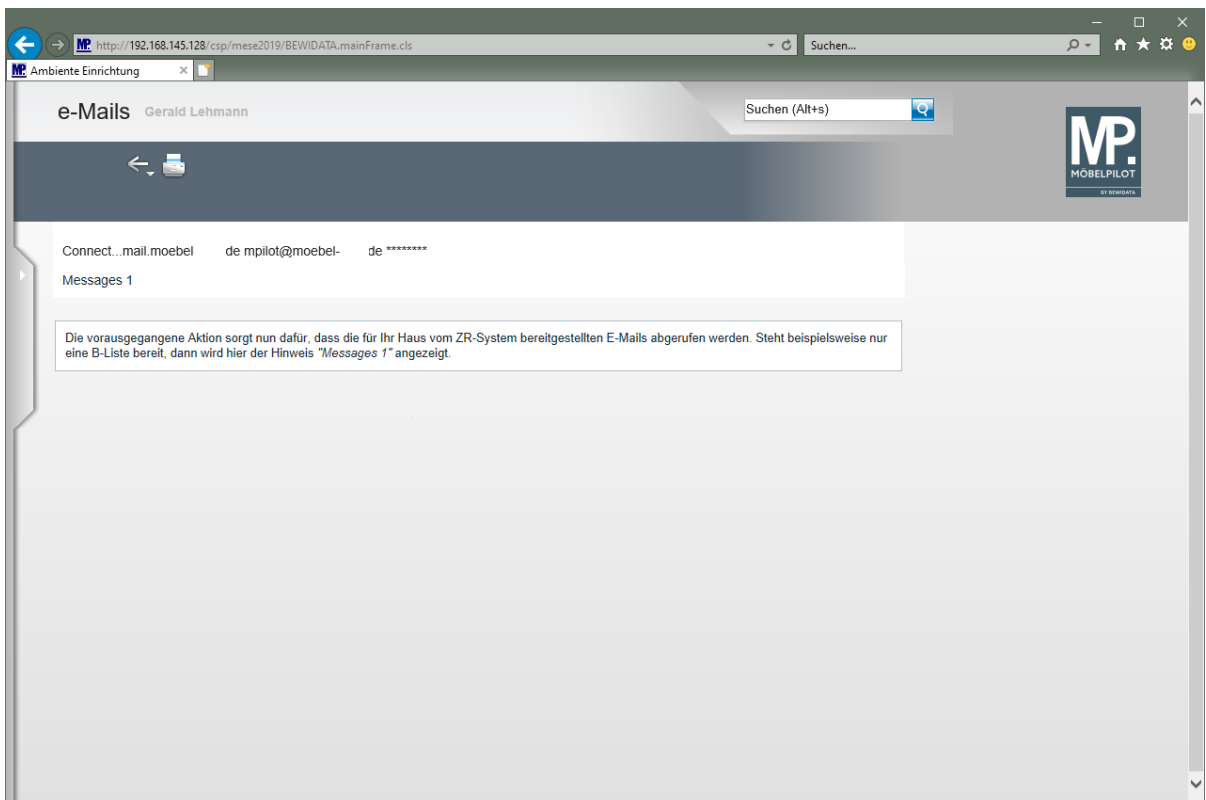 http://192.168.145.128/csp/mese2019/BEWIDATA.mainFrame.cls
Suchen...
MP. Ambiente Einrichtung
e-Mails Gerald Lehmann
Suchen (Alt+s)
MP.
MÖBELPILOT
BY BEWIDATA
Connect...mail.moebel de mpilot@moebel- de ********
Messages 1
Die vorausgegangene Aktion sorgt nun dafür, dass die für Ihr Haus vom ZR-System bereitgestellten E-Mails abgerufen werden. Steht beispielsweise nur
eine B-Liste bereit, dann wird hier der Hinweis "Messages 1" angezeigt.